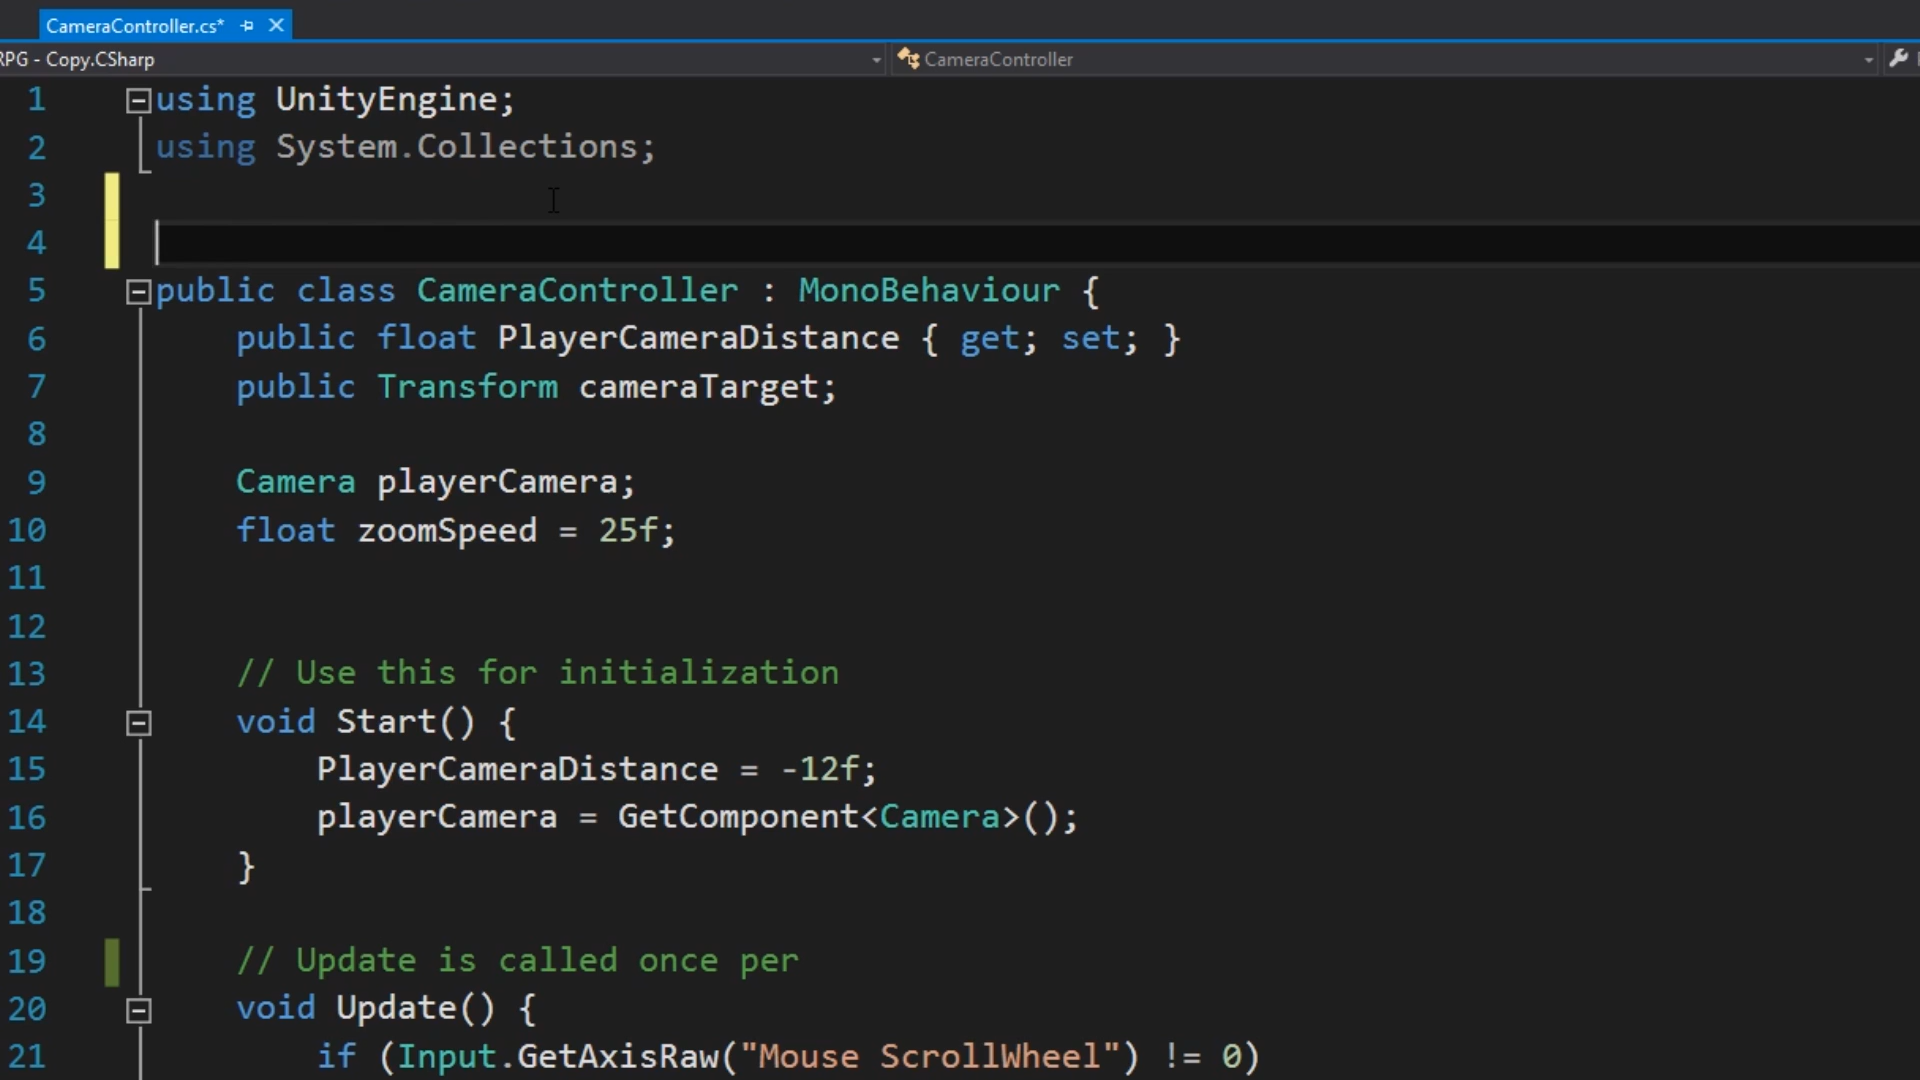 CameraController.cs*
RPG - Copy.CSharp
CameraController
1 using UnityEngine;
2 using System.Collections;
3
4
5 public class CameraController : MonoBehaviour {
6 public float PlayerCameraDistance { get; set; }
7 public Transform cameraTarget;
8
9 Camera playerCamera;
10 float zoomSpeed = 25f;
11
12
13 // Use this for initialization
14 void Start() {
15 PlayerCameraDistance = -12f;
16 playerCamera = GetComponent<Camera>();
17 }
18
19 // Update is called once per
20 void Update() {
21 if (Input.GetAxisRaw("Mouse ScrollWheel") != 0)